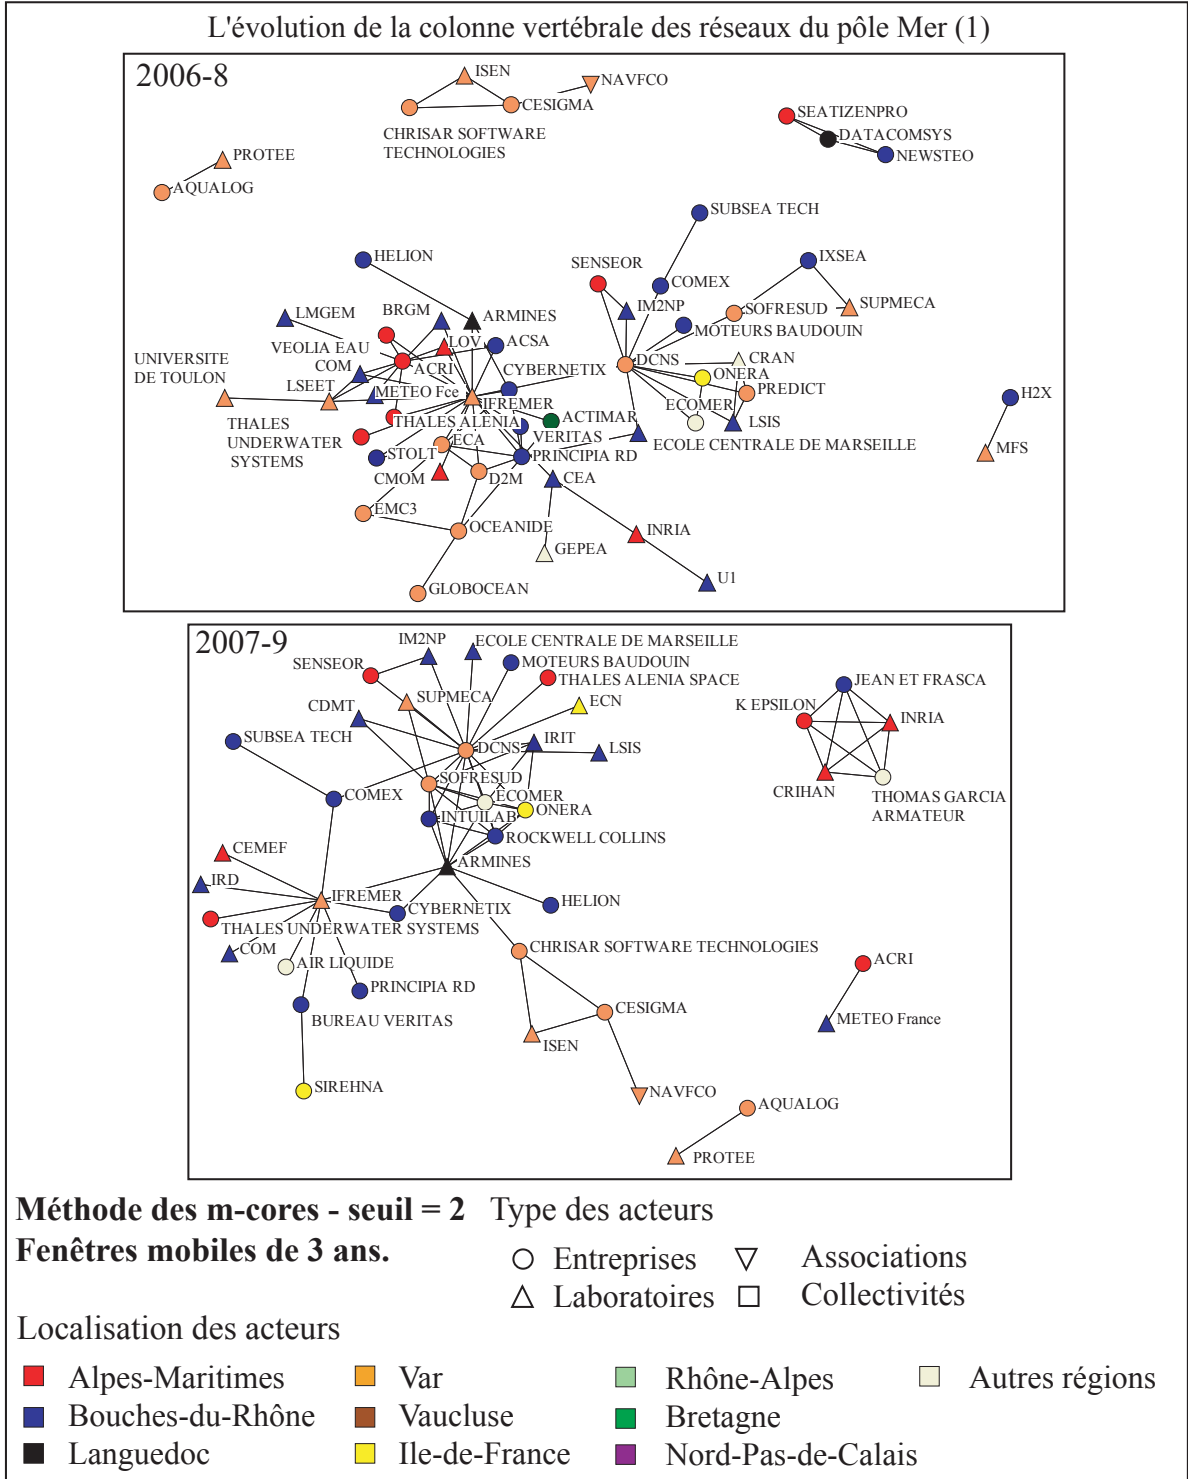 L'évolution de la colonne vertébrale des réseaux du pôle Mer (1)
2006-8
ISEN
NAVFCO
CESIGMA
CHRISAR SOFTWARE
TECHNOLOGIES
SEATIZENPRO
DATACOMSYS
NEWSTEO
PROTEE
AQUALOG
SUBSEA TECH
HELION
SENSEOR
IXSEA
COMEX
LMGEM
BRGM
ARMINES
IM2NP
SOFRESUD
SUPMECA
MOTEURS BAUDOUIN
VEOLIA EAU
LOV
ACSA
UNIVERSITE
DE TOULON
COM
ACRI
CYBERNETIX
DCNS
CRAN
ONERA
LSEET
METEO Fce
IFREMER
PREDICT
ECOMER
H2X
THALES
UNDERWATER
SYSTEMS
THALES ALENIA
ACTIMAR
LSIS
ECA
VERITAS
ECOLE CENTRALE DE MARSEILLE
MFS
STOLT
PRINCIPIA RD
CMOM
D2M
CEA
EMC3
OCEANIDE
INRIA
GEPEA
U1
GLOBOCEAN
2007-9
IM2NP
ECOLE CENTRALE DE MARSEILLE
SENSEOR
MOTEURS BAUDOUIN
THALES ALENIA SPACE
JEAN ET FRASCA
SUPMECA
CDMT
ECN
K EPSILON
INRIA
SUBSEA TECH
IRIT
DCNS
LSIS
SOFRESUD
CRIHAN
THOMAS GARCIA
ARMATEUR
COMEX
ECOMER
ONERA
INTUILAB
ROCKWELL COLLINS
CEMEF
ARMINES
IRD
IFREMER
HELION
CYBERNETIX
THALES UNDERWATER SYSTEMS
COM
CHRISAR SOFTWARE TECHNOLOGIES
ACRI
AIR LIQUIDE
PRINCIPIA RD
CESIGMA
BUREAU VERITAS
METEO France
ISEN
SIREHNA
NAVFCO
AQUALOG
PROTEE
Méthode des m-cores - seuil = 2 Type des acteurs
Fenêtres mobiles de 3 ans.
Entreprises Associations
Laboratoires Collectivités
Localisation des acteurs
Alpes-Maritimes Var Rhône-Alpes Autres régions
Bouches-du-Rhône Vaucluse Bretagne
Languedoc Ile-de-France Nord-Pas-de-Calais